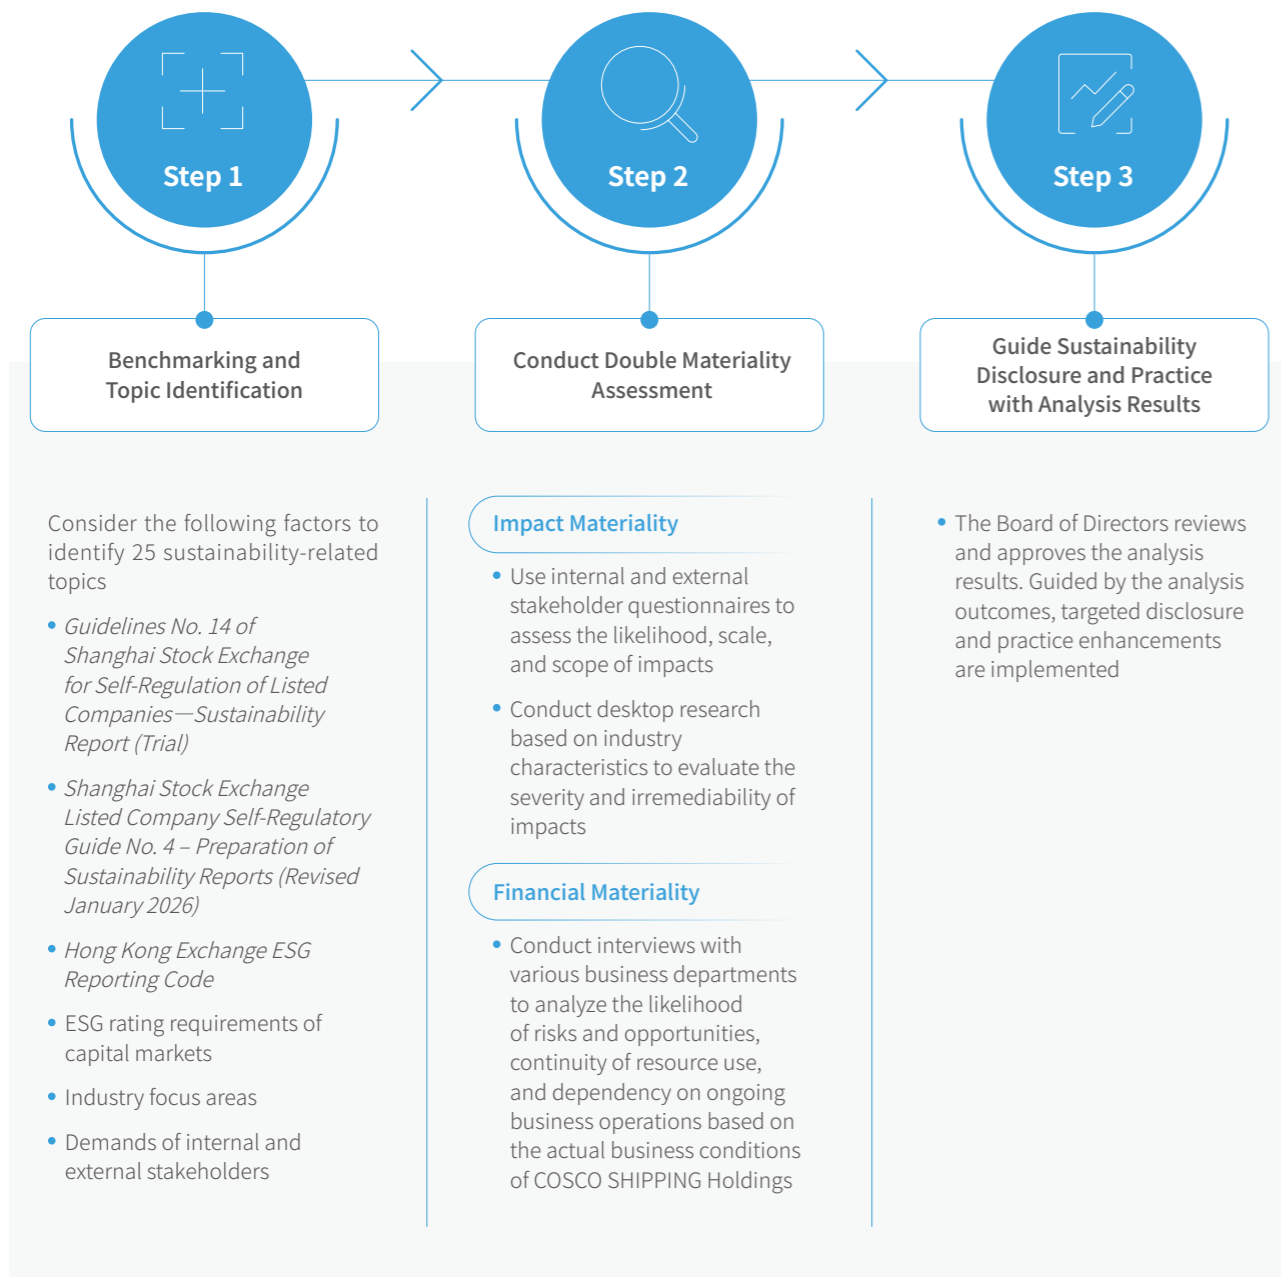 Step 1
Step 2
Step 3
Benchmarking and
Topic Identification
Conduct Double Materiality
Assessment
Guide Sustainability
Disclosure and Practice
with Analysis Results
Consider the following factors to
identify 25 sustainability-related
topics
• Guidelines No. 14 of
Shanghai Stock Exchange
for Self-Regulation of Listed
Companies—Sustainability
Report (Trial)
• Shanghai Stock Exchange
Listed Company Self-Regulatory
Guide No. 4 – Preparation of
Sustainability Reports (Revised
January 2026)
• Hong Kong Exchange ESG
Reporting Code
• ESG rating requirements of
capital markets
• Industry focus areas
• Demands of internal and
external stakeholders
Impact Materiality
• Use internal and external
stakeholder questionnaires to
assess the likelihood, scale,
and scope of impacts
• Conduct desktop research
based on industry
characteristics to evaluate the
severity and irremediability of
impacts
Financial Materiality
• Conduct interviews with
various business departments
to analyze the likelihood
of risks and opportunities,
continuity of resource use,
and dependency on ongoing
business operations based on
the actual business conditions
of COSCO SHIPPING Holdings
• The Board of Directors reviews
and approves the analysis
results. Guided by the analysis
outcomes, targeted disclosure
and practice enhancements
are implemented